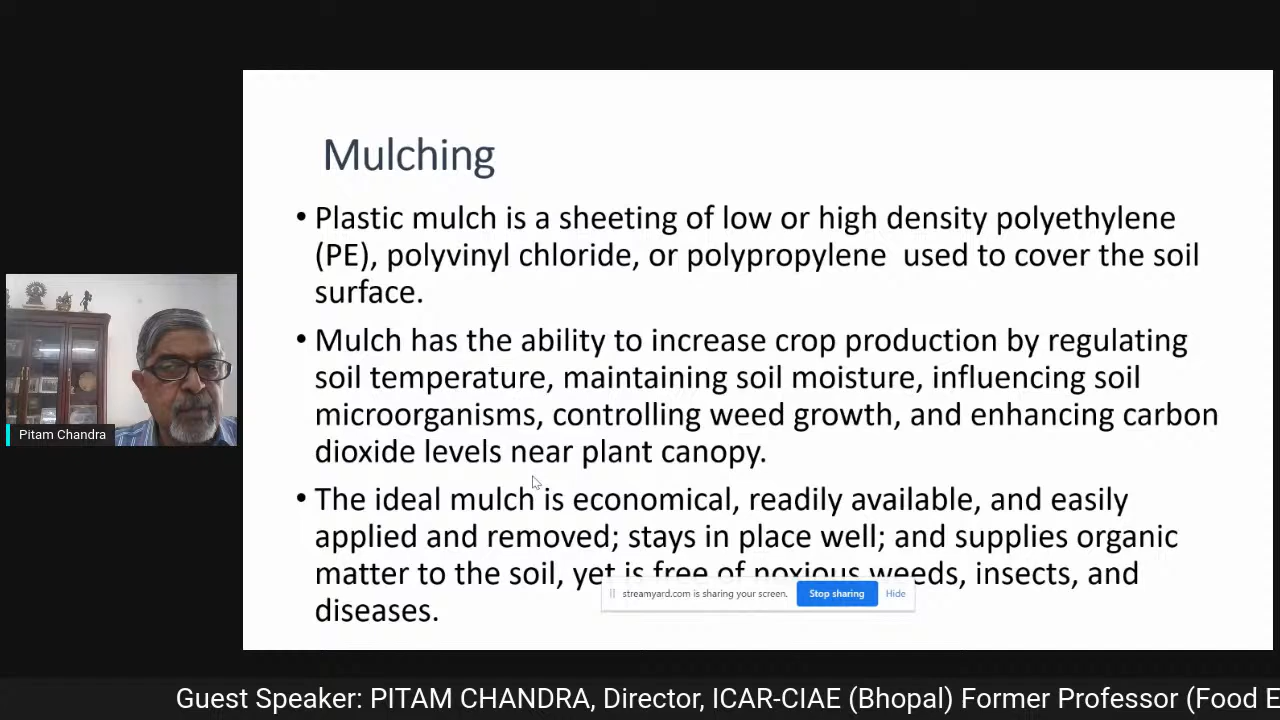 Mulching
• Plastic mulch is a sheeting of low or high density polyethylene
(PE), polyvinyl chloride, or polypropylene used to cover the soil
surface.
• Mulch has the ability to increase crop production by regulating
soil temperature, maintaining soil moisture, influencing soil
microorganisms, controlling weed growth, and enhancing carbon
dioxide levels near plant canopy.
• The ideal mulch is economical, readily available, and easily
applied and removed; stays in place well; and supplies organic
matter to the soil, yet is free of noxious weeds, insects, and
diseases.
streamyard.com is sharing your screen. Stop sharing Hide
Pitam Chandra
Guest Speaker: PITAM CHANDRA, Director, ICAR-CIAE (Bhopal) Former Professor (Food E